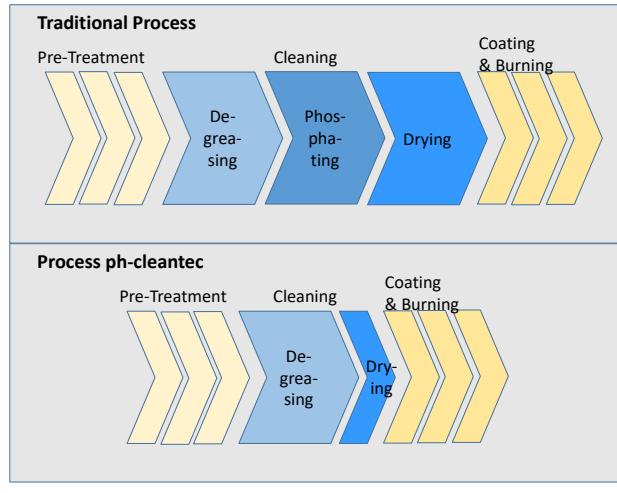 Traditional Process
Pre-Treatment
Cleaning
Coating
& Burning
De-
grea-
sing
Phos-
pha-
ting
Drying
Process ph-cleantec
Pre-Treatment
Cleaning
Coating
& Burning
De-
grea-
sing
Dry-
ing